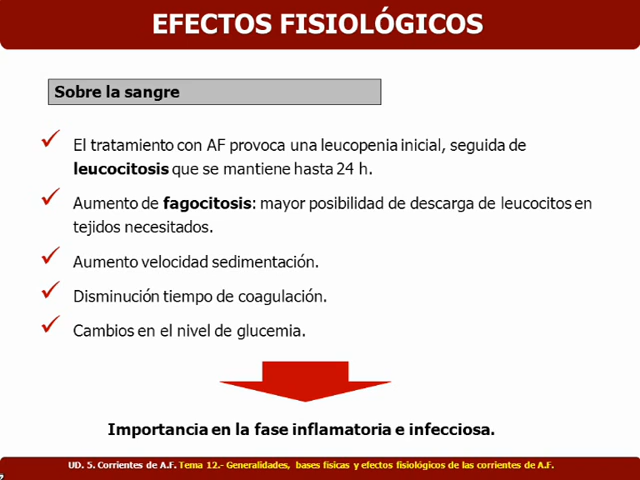 EFECTOS FISIOLÓGICOS
Sobre la sangre
El tratamiento con AF provoca una leucopenia inicial, seguida de
leucocitosis que se mantiene hasta 24 h.
Aumento de fagocitosis: mayor posibilidad de descarga de leucocitos en
tejidos necesitados.
Aumento velocidad sedimentación.
Disminución tiempo de coagulación.
Cambios en el nivel de glucemia.
Importancia en la fase inflamatoria e infecciosa.
UD. 5. Corrientes de A.F. Tema 12.- Generalidades, bases físicas y efectos fisiológicos de las corrientes de A.F.